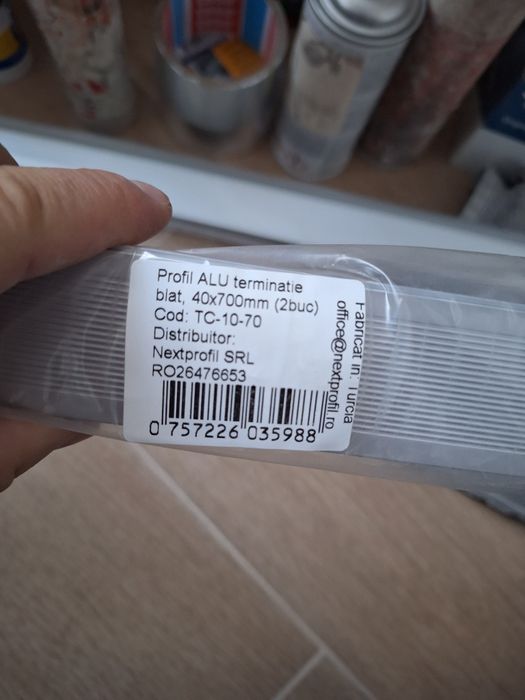 Profil ALU terminatie
blat, 40x700mm (2buc)
Cod: TC-10-70
Distribuitor:
Nextprofil SRL
RO26476653
0 757226 035988
Fabricat in: Turcia
office@nextprofil.ro